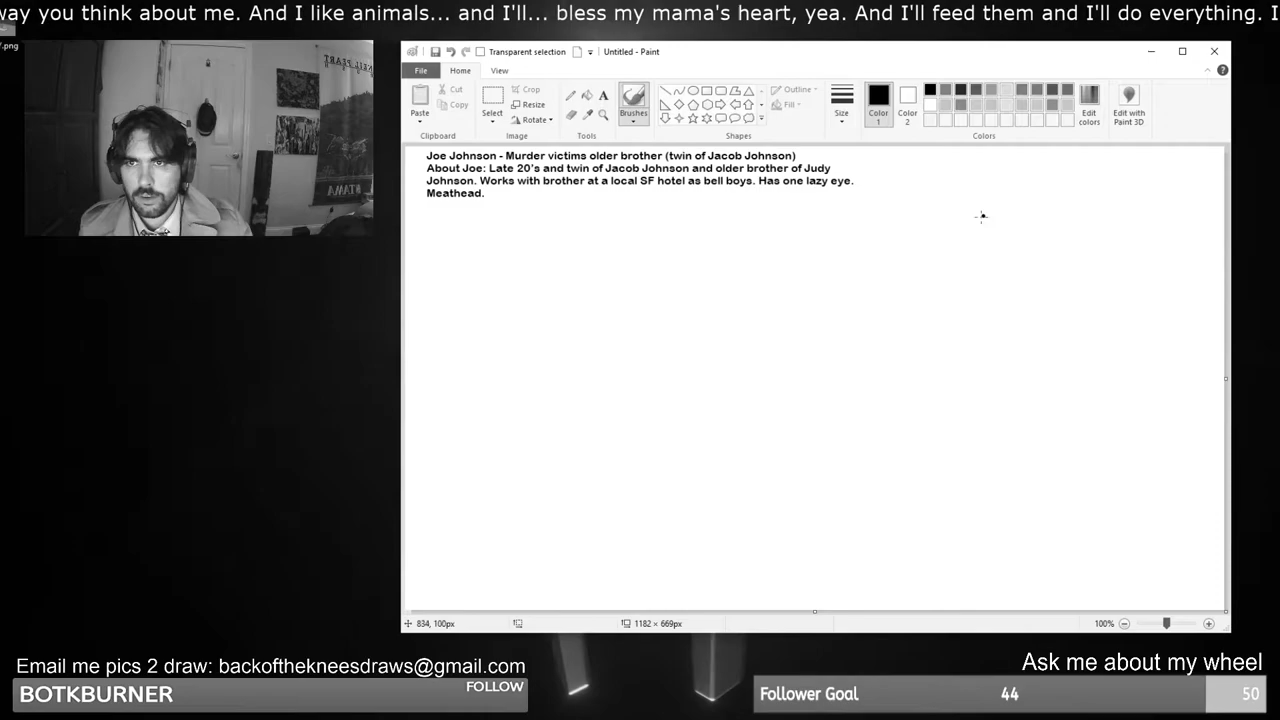 way you think about me. And I like animals... and I'll... bless my mama's heart, yea. And I'll feed them and I'll do everything. I
.png
Transparent selection
Untitled - Paint
File
Home
View
Paste
Cut
Copy
Clipboard
Select
Crop
Resize
Rotate
Image
A
Tools
Brushes
Outline
Fill
Shapes
Size
Color 1
Color 2
Edit colors
Edit with Paint 3D
Colors
Joe Johnson - Murder victims older brother (twin of Jacob Johnson)
About Joe: Late 20's and twin of Jacob Johnson and older brother of Judy
Johnson. Works with brother at a local SF hotel as bell boys. Has one lazy eye.
Meathead.
834, 100px
1182 × 669px
100%
Email me pics 2 draw: backofthekneesdraws@gmail.com
Ask me about my wheel
BOTKBURNER
FOLLOW
Follower Goal
44
50